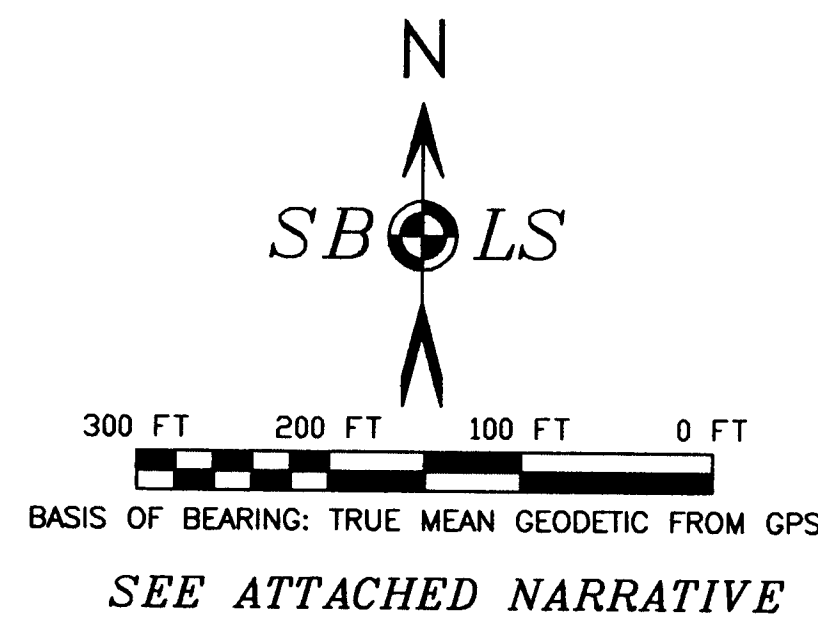 N
SB LS
300 FT 200 FT 100 FT 0 FT
BASIS OF BEARING: TRUE MEAN GEODETIC FROM GPS
SEE ATTACHED NARRATIVE